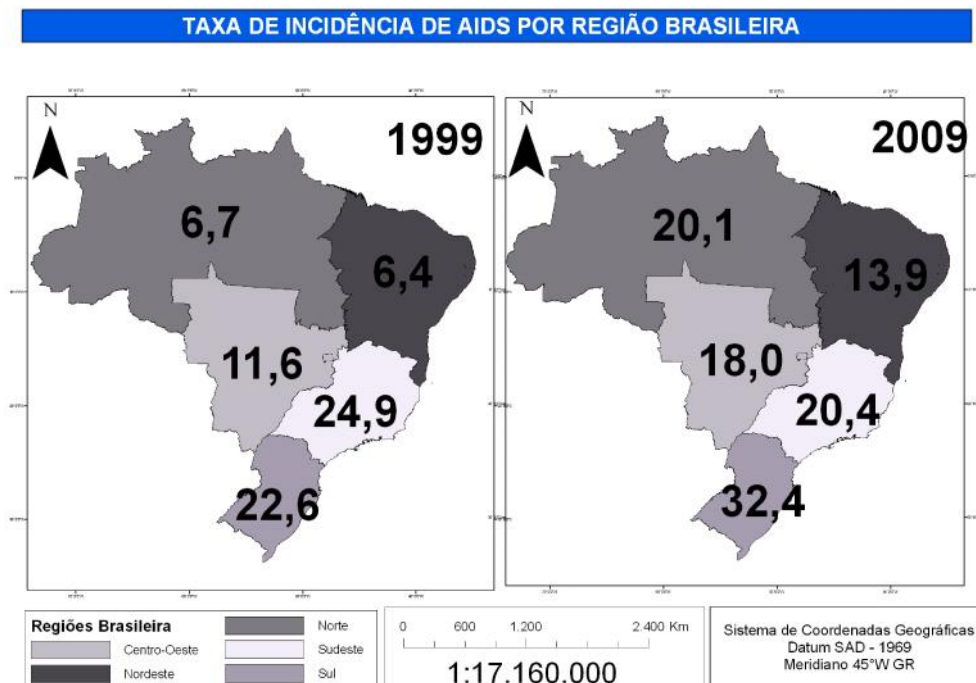 TAXA DE INCIDÊNCIA DE AIDS POR REGIÃO BRASILEIRA
N
1999
6,7
6,4
11,6
24,9
22,6
N
2009
20,1
13,9
18,0
20,4
32,4
Regiões Brasileira
Centro-Oeste
Nordeste
Norte
Sudeste
Sul
0 600 1.200 2.400 Km
1:17.160.000
Sistema de Coordenadas Geográficas
Datum SAD - 1969
Meridiano 45°W GR